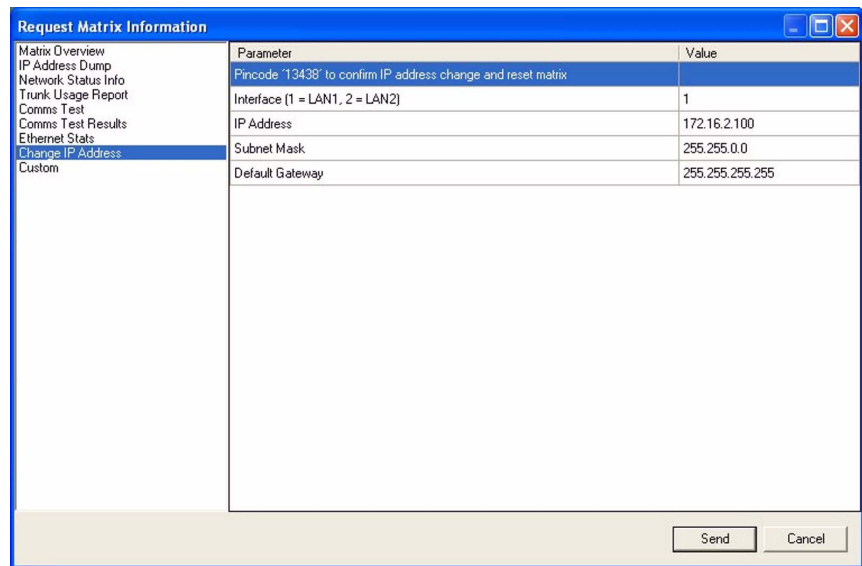 Request Matrix Information
Matrix Overview
IP Address Dump
Network Status Info
Trunk Usage Report
Comms Test
Comms Test Results
Ethernet Stats
Change IP Address
Custom
Parameter Value
Pincode '13438' to confirm IP address change and reset matrix
Interface (1 = LAN1, 2 = LAN2) 1
IP Address 172.16.2.100
Subnet Mask 255.255.0.0
Default Gateway 255.255.255.255
Send Cancel